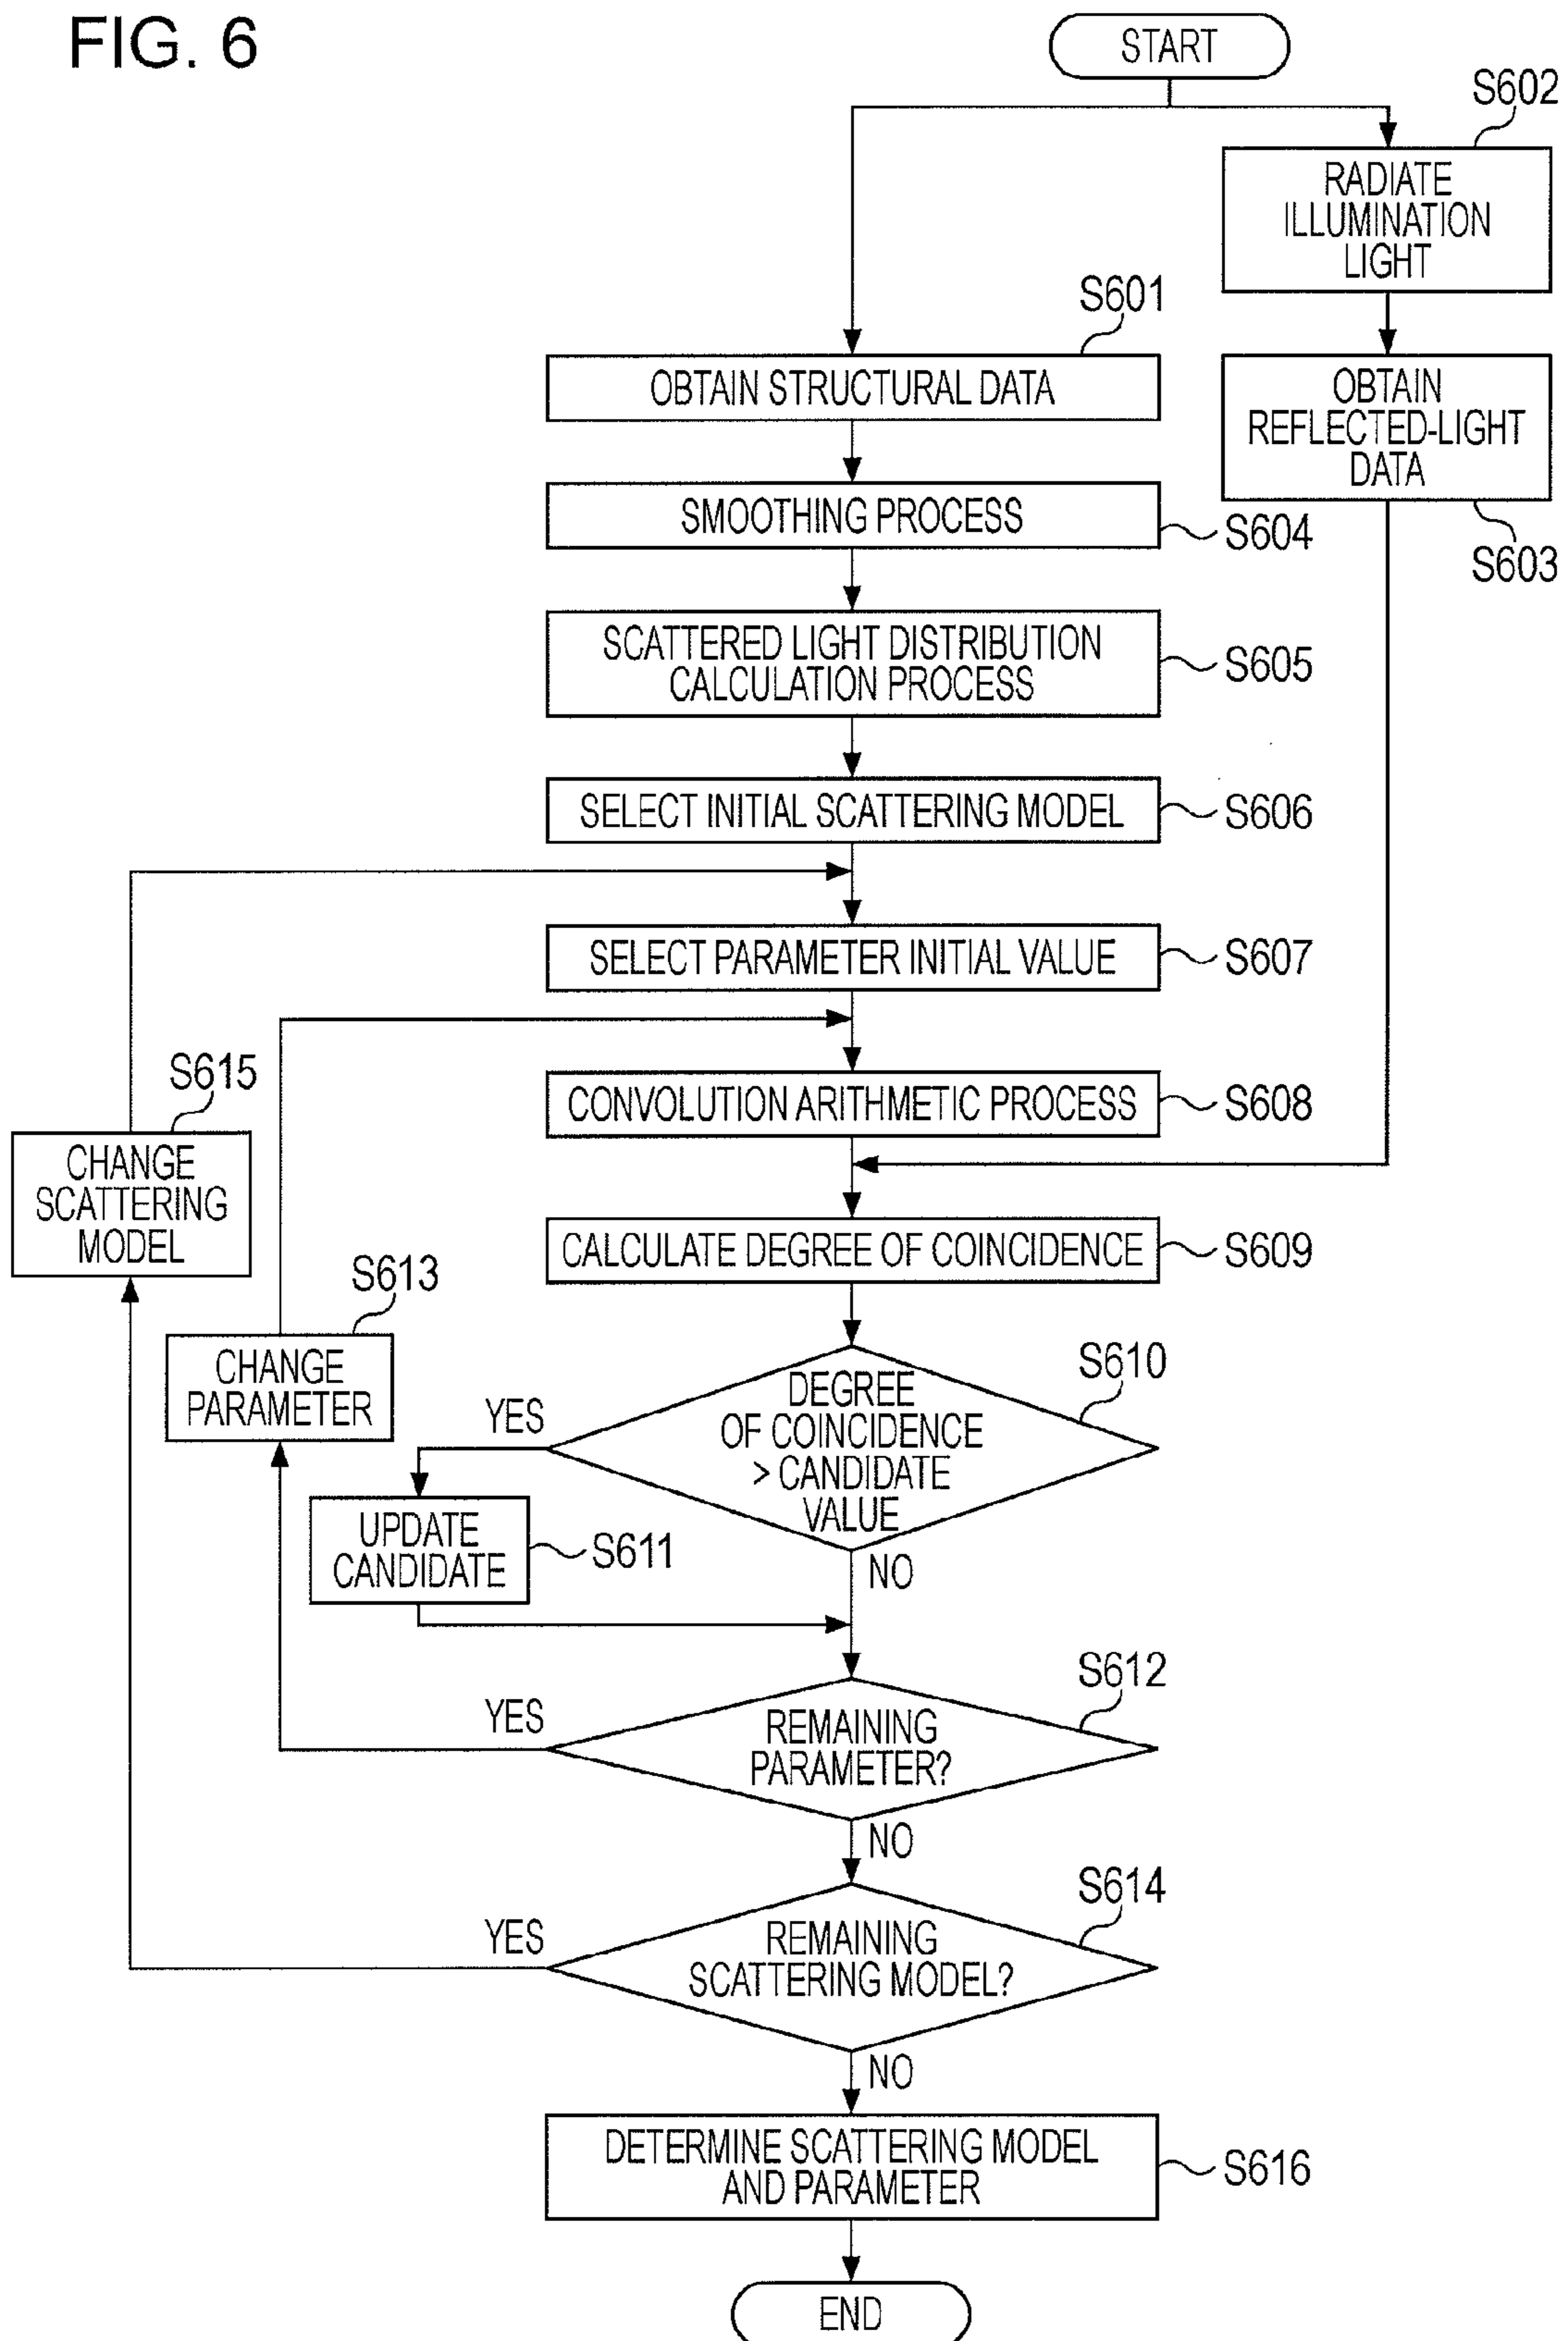 FIG. 6
START
S602
RADIATE
ILLUMINATION
LIGHT
S601
OBTAIN STRUCTURAL DATA
OBTAIN
REFLECTED-LIGHT
DATA
S603
SMOOTHING PROCESS
S604
SCATTERED LIGHT DISTRIBUTION
CALCULATION PROCESS
S605
SELECT INITIAL SCATTERING MODEL
S606
SELECT PARAMETER INITIAL VALUE
S607
S615
CHANGE
SCATTERING
MODEL
CONVOLUTION ARITHMETIC PROCESS
S608
CALCULATE DEGREE OF COINCIDENCE
S609
S613
CHANGE
PARAMETER
S610
DEGREE
OF COINCIDENCE
> CANDIDATE
VALUE
YES
UPDATE
CANDIDATE
S611
NO
S612
REMAINING
PARAMETER?
YES
NO
S614
REMAINING
SCATTERING MODEL?
YES
NO
DETERMINE SCATTERING MODEL
AND PARAMETER
S616
END